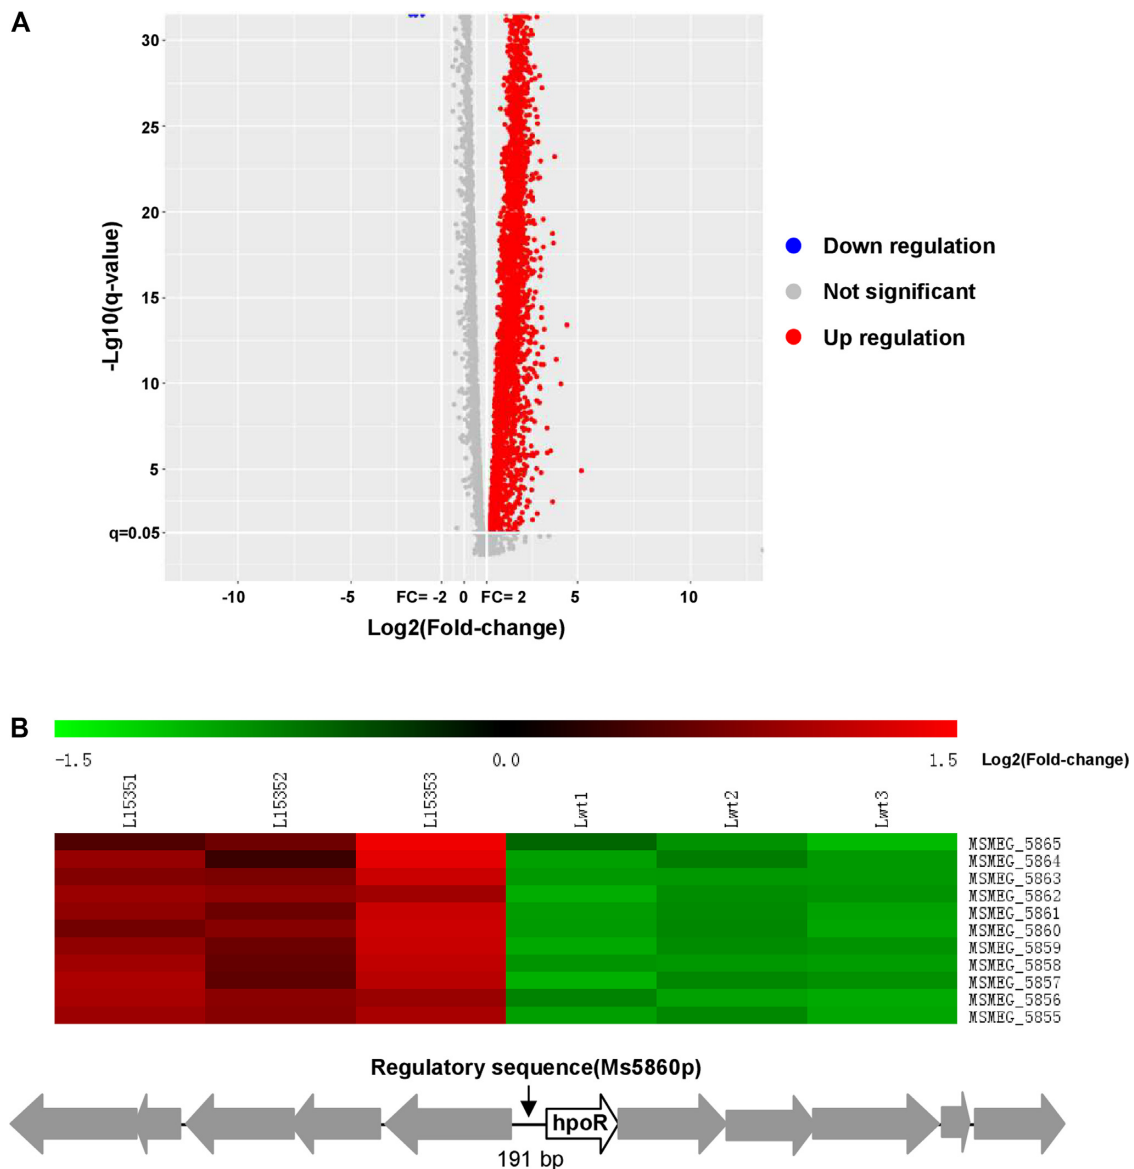 A
30
25
20
15
10
5
q=0.05
-Lg10(q-value)
-10 -5 FC= -2 0 FC= 2 5 10
Log2(Fold-change)
Down regulation
Not significant
Up regulation
B
-1.5 0.0 1.5 Log2(Fold-change)
L15351 L15352 L15353 Lwt1 Lwt2 Lwt3
MSMEG_5865
MSMEG_5864
MSMEG_5863
MSMEG_5862
MSMEG_5861
MSMEG_5860
MSMEG_5859
MSMEG_5858
MSMEG_5857
MSMEG_5856
MSMEG_5855
Regulatory sequence(Ms5860p)
hpoR
191 bp